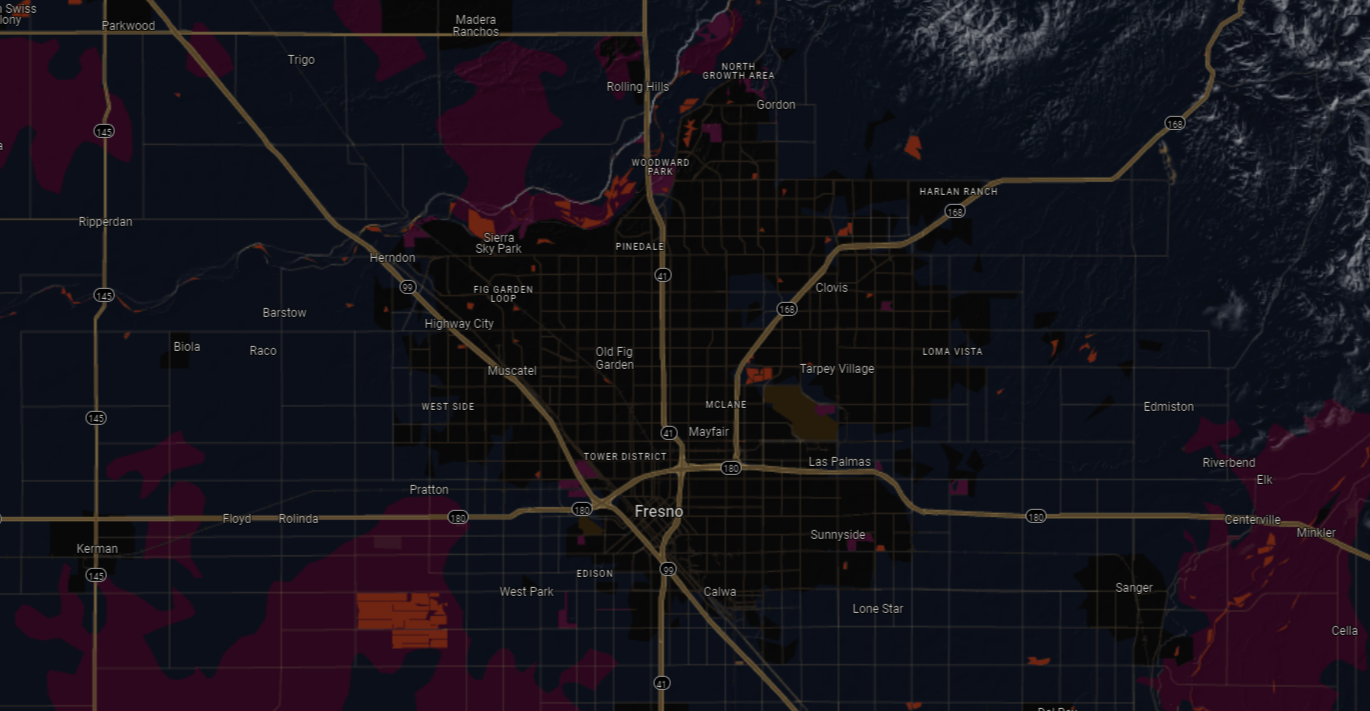 n Swiss
lony
Parkwood
Madera
Ranchos
Trigo
NORTH
GROWTH AREA
Rolling Hills
Gordon
145
168
WOODWARD
PARK
HARLAN RANCH
168
Ripperdan
Sierra
Sky Park
PINEDALE
Herndon
41
145
99
FIG GARDEN
LOOP
Clovis
168
Barstow
Highway City
Biola
Raco
Old Fig
Garden
LOMA VISTA
Muscatel
Tarpey Village
WEST SIDE
MCLANE
Edmiston
145
41
Mayfair
TOWER DISTRICT
180
Las Palmas
Riverbend
Elk
Pratton
Floyd
Rolinda
180
180
Fresno
180
Centerville
Minkler
Sunnyside
Kerman
145
EDISON
99
West Park
Calwa
Sanger
Lone Star
Cella
41
Del Rey